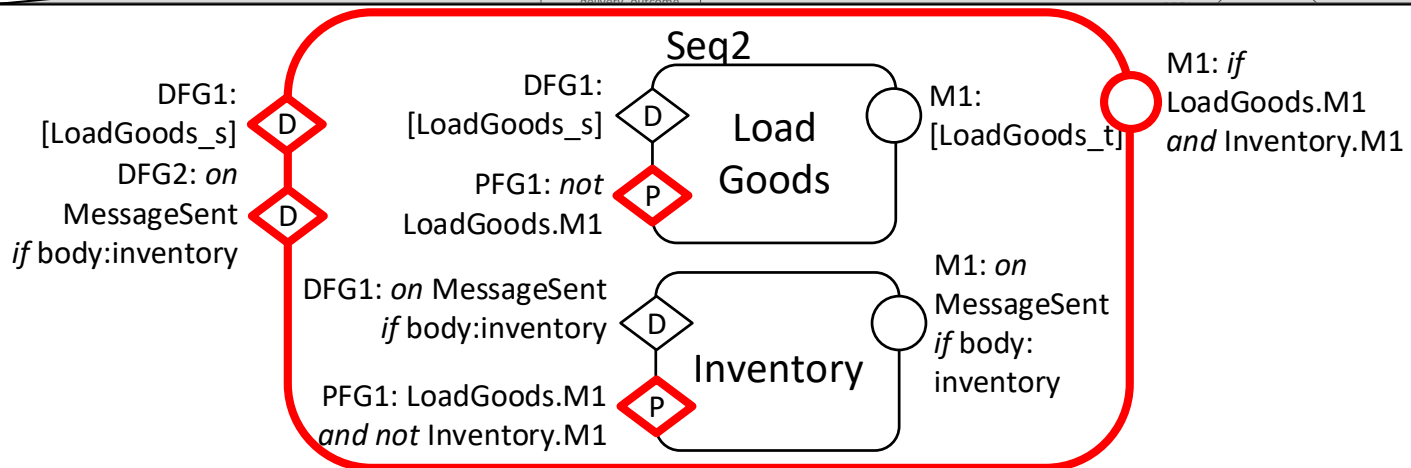 delivery_outcome
Seq2
DFG1:
[LoadGoods_s]
D
DFG2: on
MessageSent
if body:inventory
D
DFG1:
[LoadGoods_s]
D
PFG1: not
LoadGoods.M1
P
Load
Goods
M1:
[LoadGoods_t]
M1: if
LoadGoods.M1
and Inventory.M1
DFG1: on MessageSent
if body:inventory
D
PFG1: LoadGoods.M1
and not Inventory.M1
P
Inventory
M1: on
MessageSent
if body:
inventory